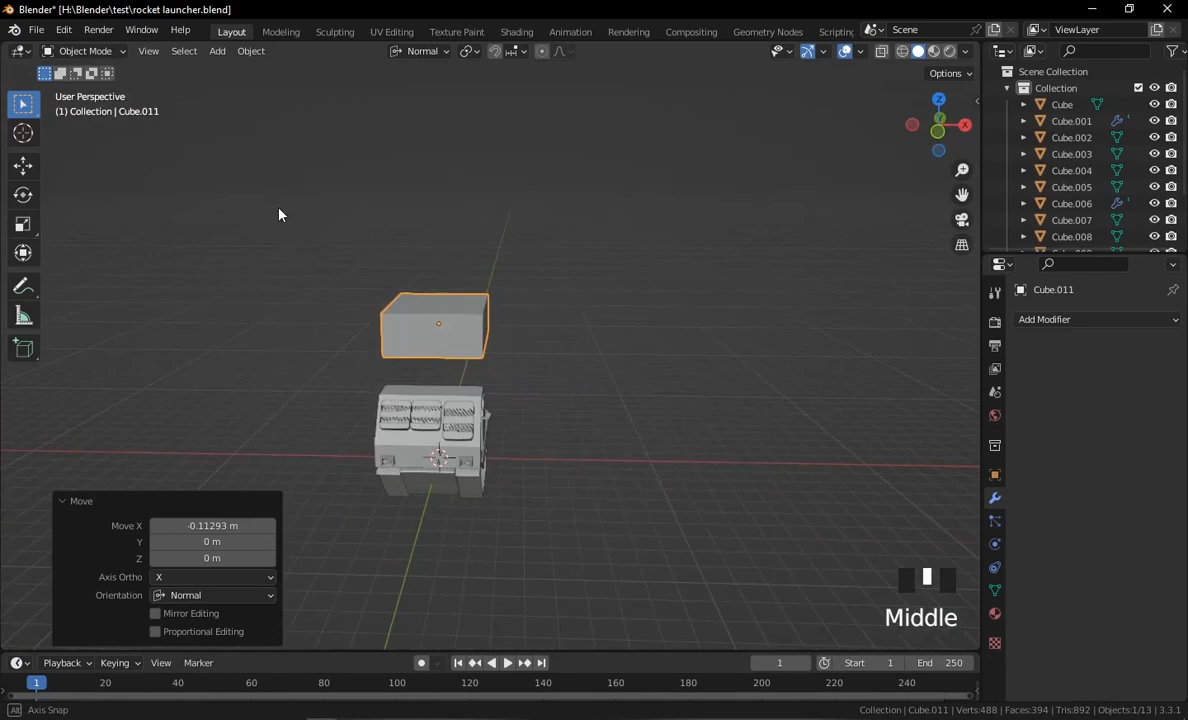 Blender* [H:\Blender\test\rocket launcher.blend]
File Edit Render Window Help Layout Modeling Sculpting UV Editing Texture Paint Shading Animation Rendering Compositing Geometry Nodes Scripting Scene ViewLayer
Object Mode View Select Add Object Normal
Options
User Perspective
(1) Collection | Cube.011
Z
Y
X
Scene Collection
Collection
Cube
Cube.001
Cube.002
Cube.003
Cube.004
Cube.005
Cube.006
Cube.007
Cube.008
Cube.011
Add Modifier
Move
Move X -0.11293 m
Y 0 m
Z 0 m
Axis Ortho X
Orientation Normal
Mirror Editing
Proportional Editing
Middle
Playback Keying View Marker 1 Start 1 End 250
1 20 40 60 80 100 120 140 160 180 200 220 240
Alt Axis Snap Collection | Cube.011 | Verts:488 | Faces:394 | Tris:892 | Objects:1/13 | 3.3.1